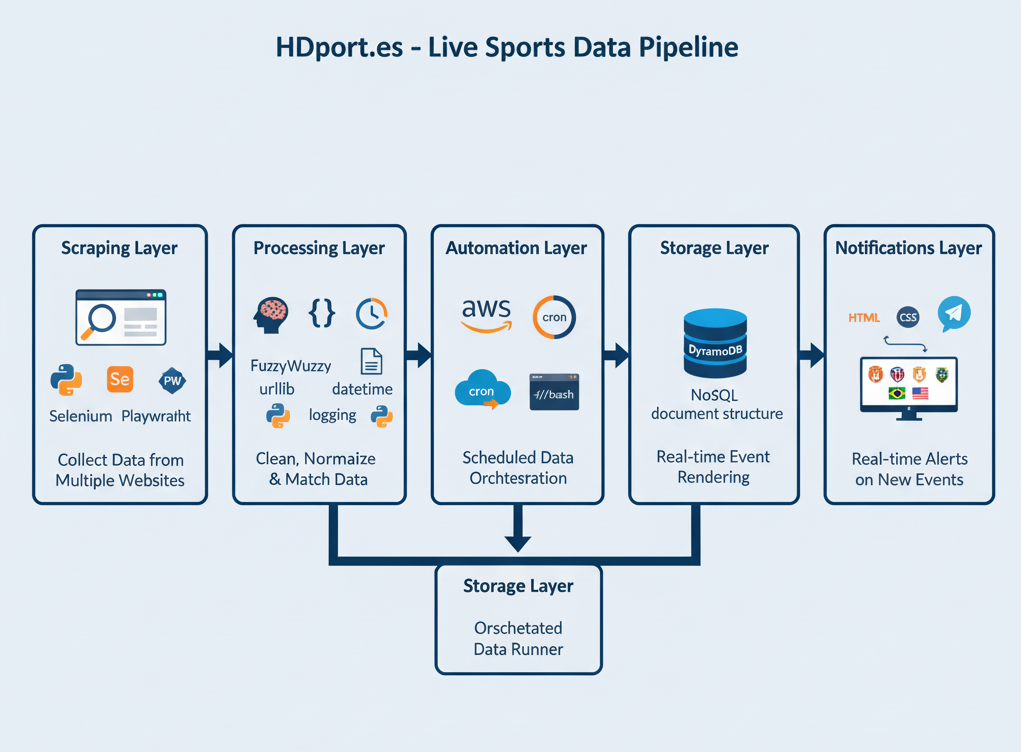 HDport.es - Live Sports Data Pipeline
Scraping Layer
Se
PW
Selenium Playwratht
Collect Data from
Multiple Websites
Processing Layer
{}
FuzzyWuzzy
urllib datetime
logging
Clean, Normaize
& Match Data
Automation Layer
aws
cron
cron
-f//bash
Scheduled Data
Orchtesration
Storage Layer
DyramoDB
NoSQL
document structure
Real-time Event
Rendering
Notifications Layer
HTML
CSS
Real-time Alerts
on New Events
Storage Layer
Orschetated
Data Runner